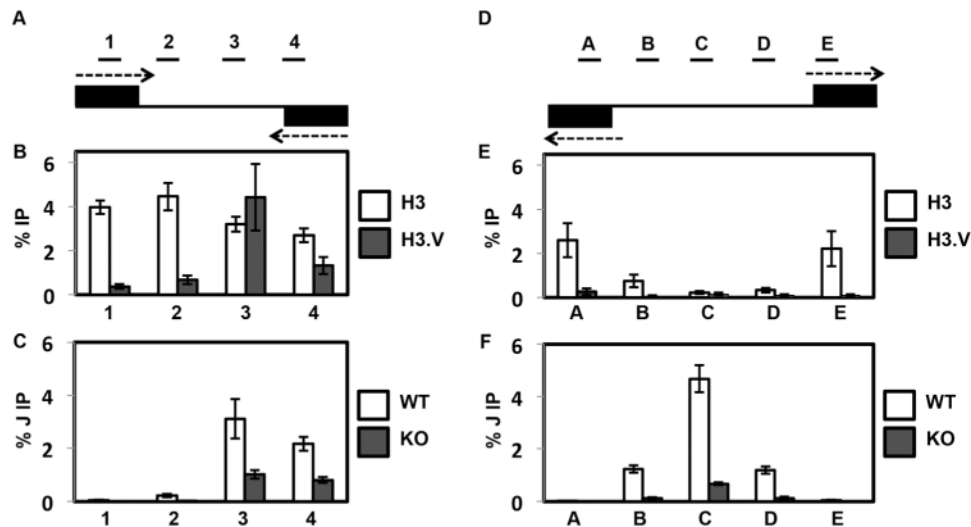 A
1 2 3 4
B
% IP
6
4
2
0
1 2 3 4
H3
H3.V
C
% J IP
6
4
2
0
1 2 3 4
WT
KO
D
A B C D E
E
% IP
6
4
2
0
A B C D E
H3
H3.V
F
% J IP
6
4
2
0
A B C D E
WT
KO